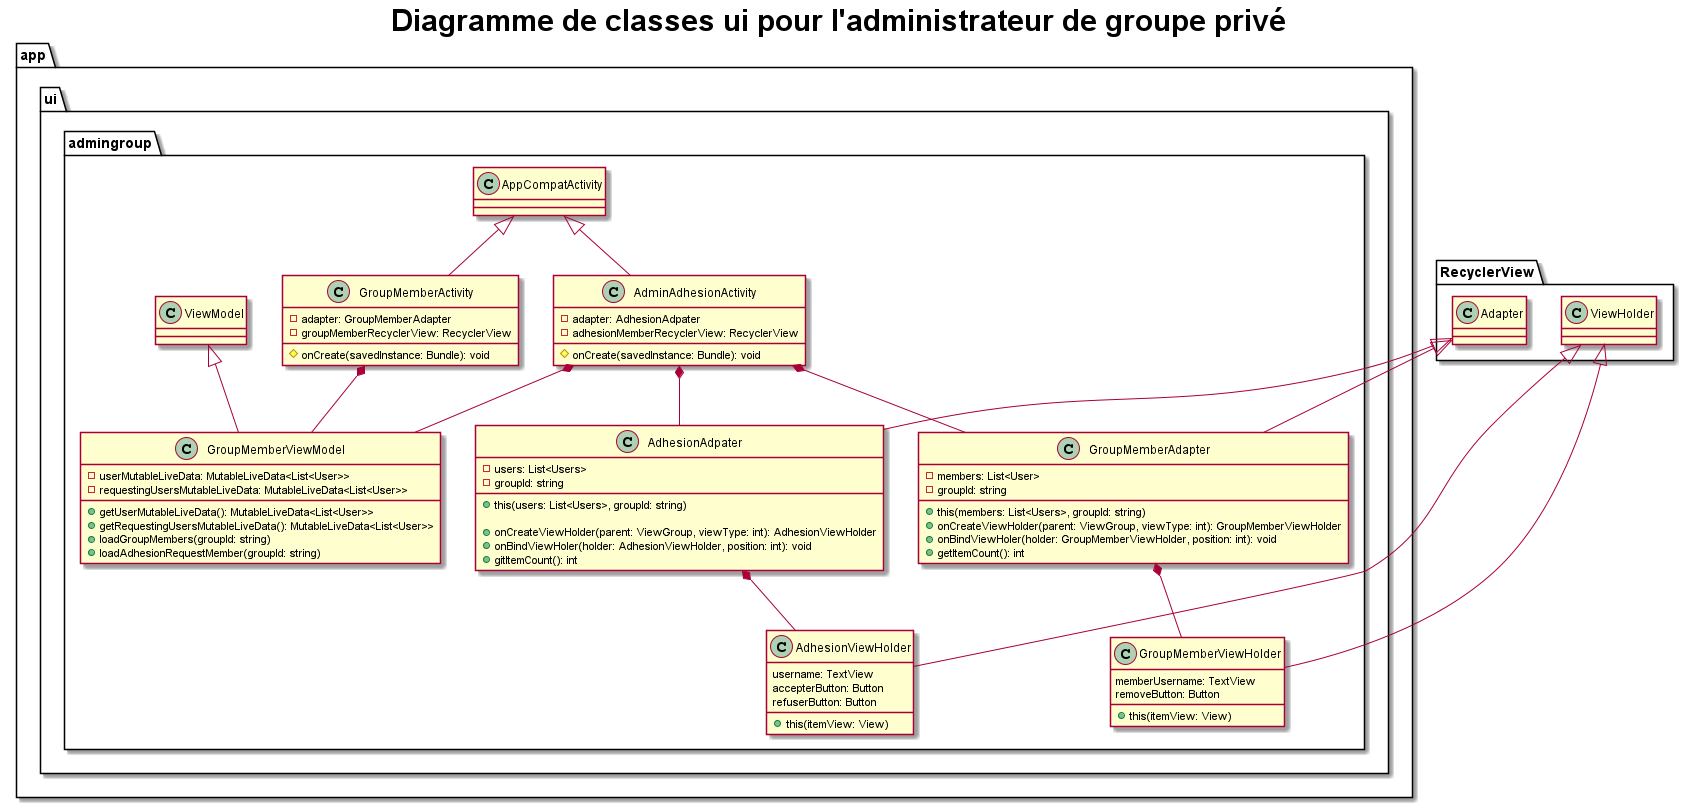 Diagramme de classes ui pour l'administrateur de groupe privé
app
ui
admingroup
C AppCompatActivity
RecyclerView
C ViewModel
C GroupMemberActivity
adapter: GroupMemberAdapter
groupMemberRecyclerView: RecyclerView
onCreate(savedInstance: Bundle): void
C AdminAdhesionActivity
adapter: AdhesionAdpater
adhesionMemberRecyclerView: RecyclerView
onCreate(savedInstance: Bundle): void
C Adapter
C ViewHolder
C GroupMemberViewModel
userMutableLiveData: MutableLiveData<List<User>>
requestingUsersMutableLiveData: MutableLiveData<List<User>>
getUserMutableLiveData(): MutableLiveData<List<User>>
getRequestingUsersMutableLiveData(): MutableLiveData<List<User>>
loadGroupMembers(groupId: string)
loadAdhesionRequestMember(groupId: string)
C AdhesionAdpater
users: List<Users>
groupId: string
this(users: List<Users>, groupId: string)
onCreateViewHolder(parent: ViewGroup, viewType: int): AdhesionViewHolder
onBindViewHoler(holder: AdhesionViewHolder, position: int): void
gitItemCount(): int
C GroupMemberAdapter
members: List<User>
groupId: string
this(members: List<Users>, groupId: string)
onCreateViewHolder(parent: ViewGroup, viewType: int): GroupMemberViewHolder
onBindViewHoler(holder: GroupMemberViewHolder, position: int): void
getItemCount(): int
C AdhesionViewHolder
username: TextView
accepterButton: Button
refuserButton: Button
this(itemView: View)
C GroupMemberViewHolder
memberUsername: TextView
removeButton: Button
this(itemView: View)